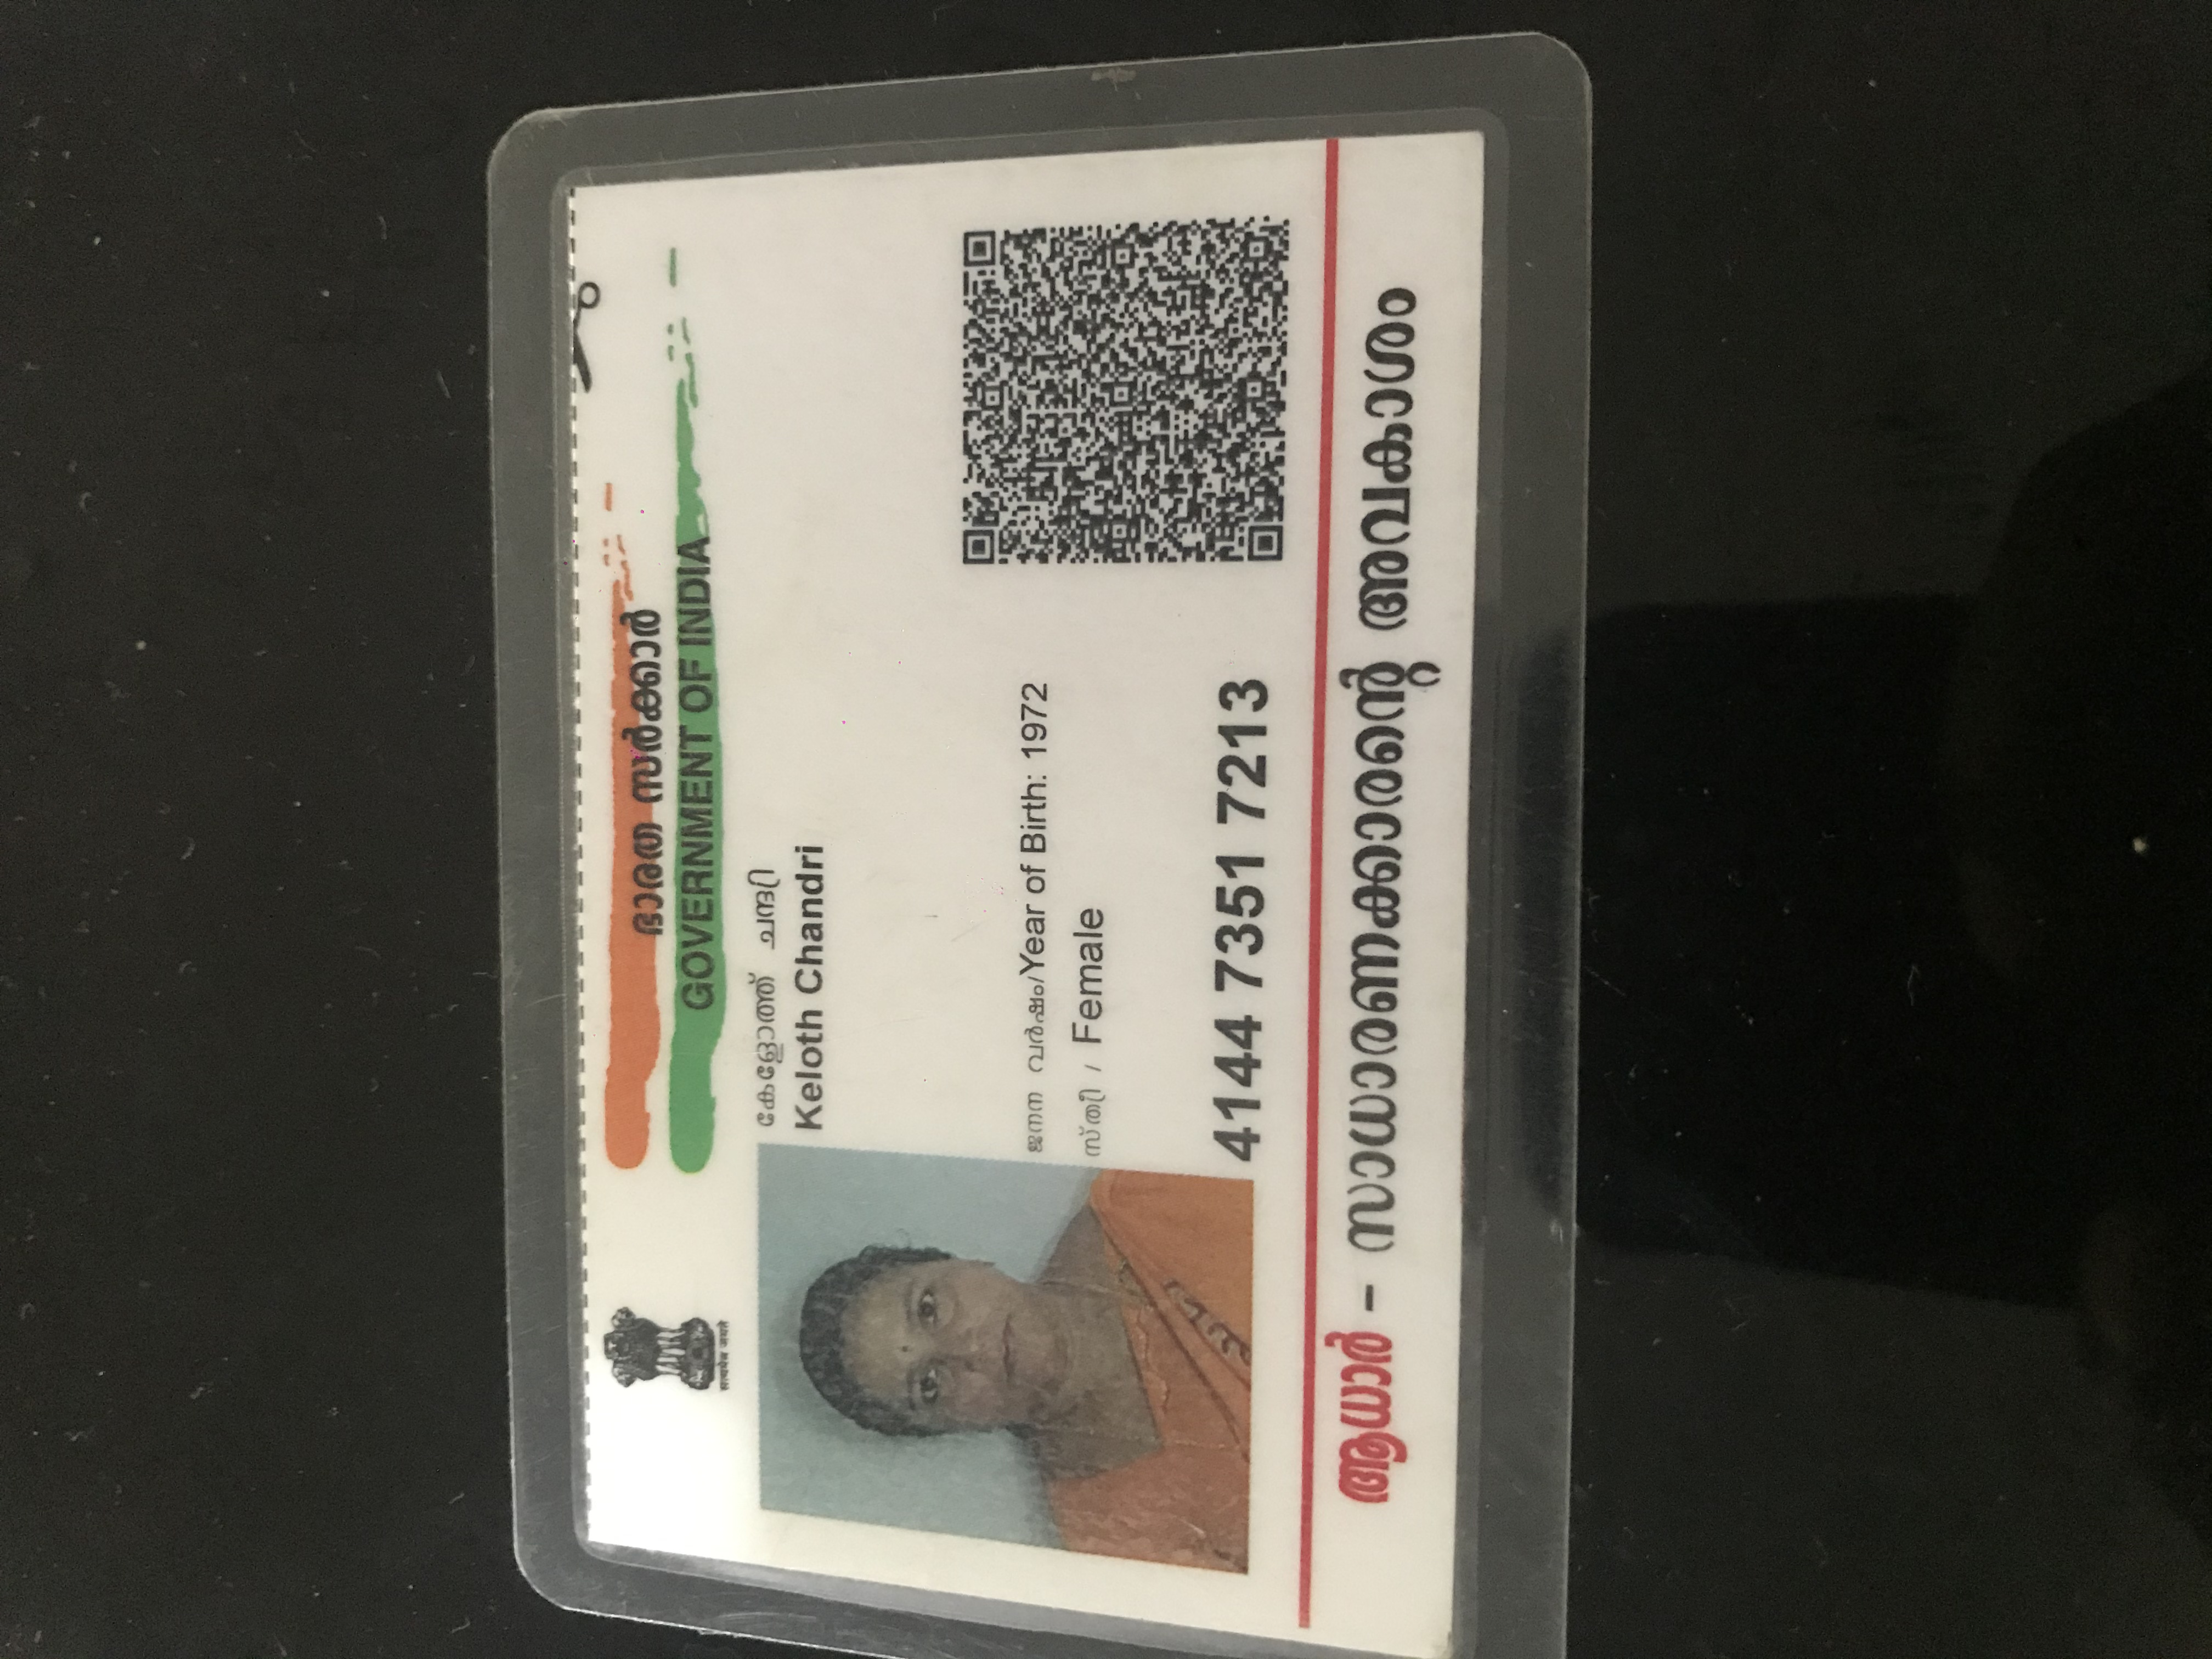 ഭാരത സർക്കാർ
GOVERNMENT OF INDIA
सत्यमेव जयते
കേളോത്ത് ചന്ദ്രി
Keloth Chandri
ജനന വർഷം/Year of Birth: 1972
സ്ത്രീ / Female
4144 7351 7213
ആധാർ - സാധാരണക്കാരന്റെ അവകാശം